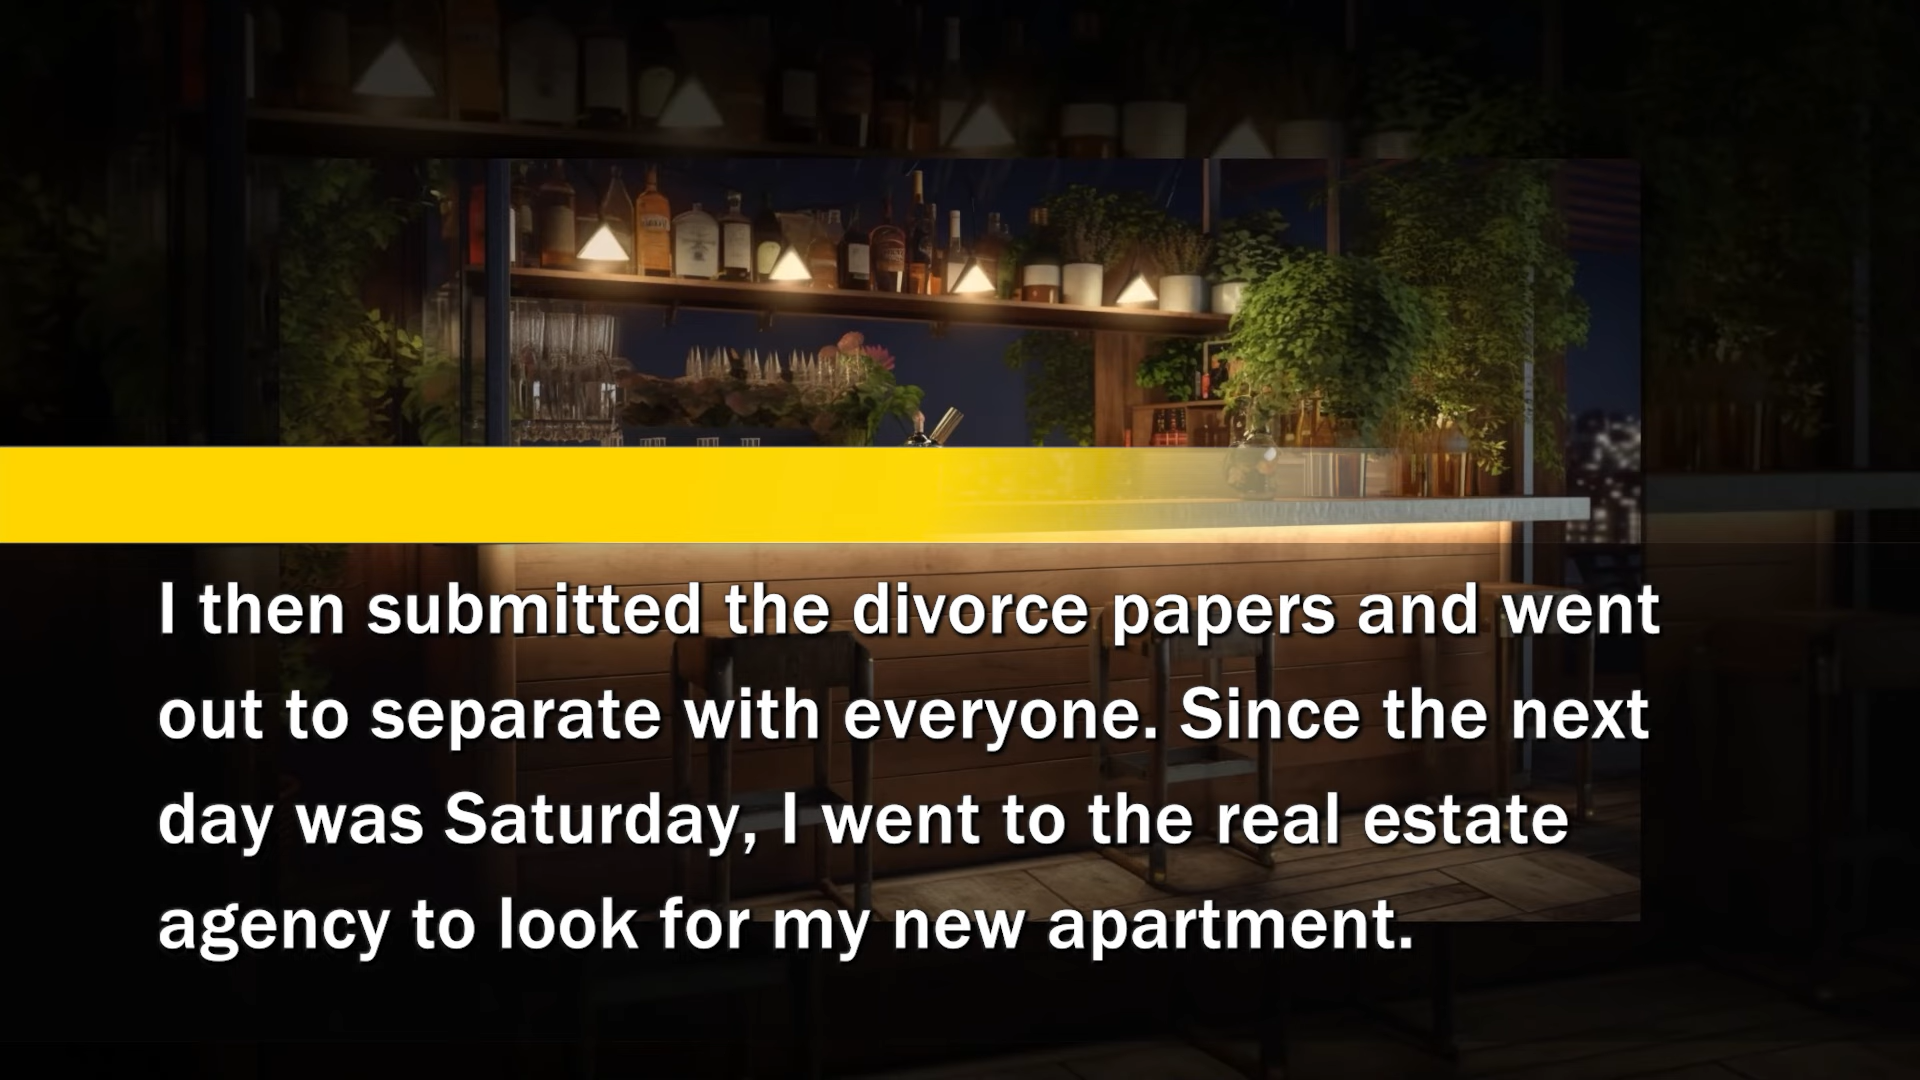 I then submitted the divorce papers and went
out to separate with everyone. Since the next
day was Saturday, I went to the real estate
agency to look for my new apartment.